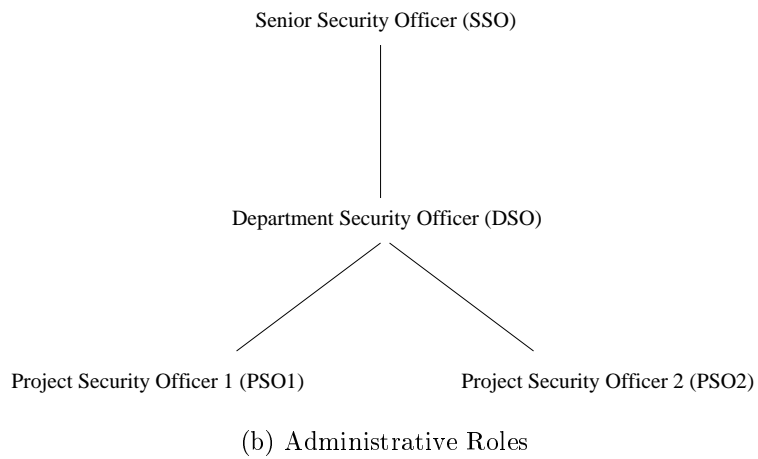 Senior Security Officer (SSO)
Department Security Officer (DSO)
Project Security Officer 1 (PSO1)
Project Security Officer 2 (PSO2)
(b) Administrative Roles